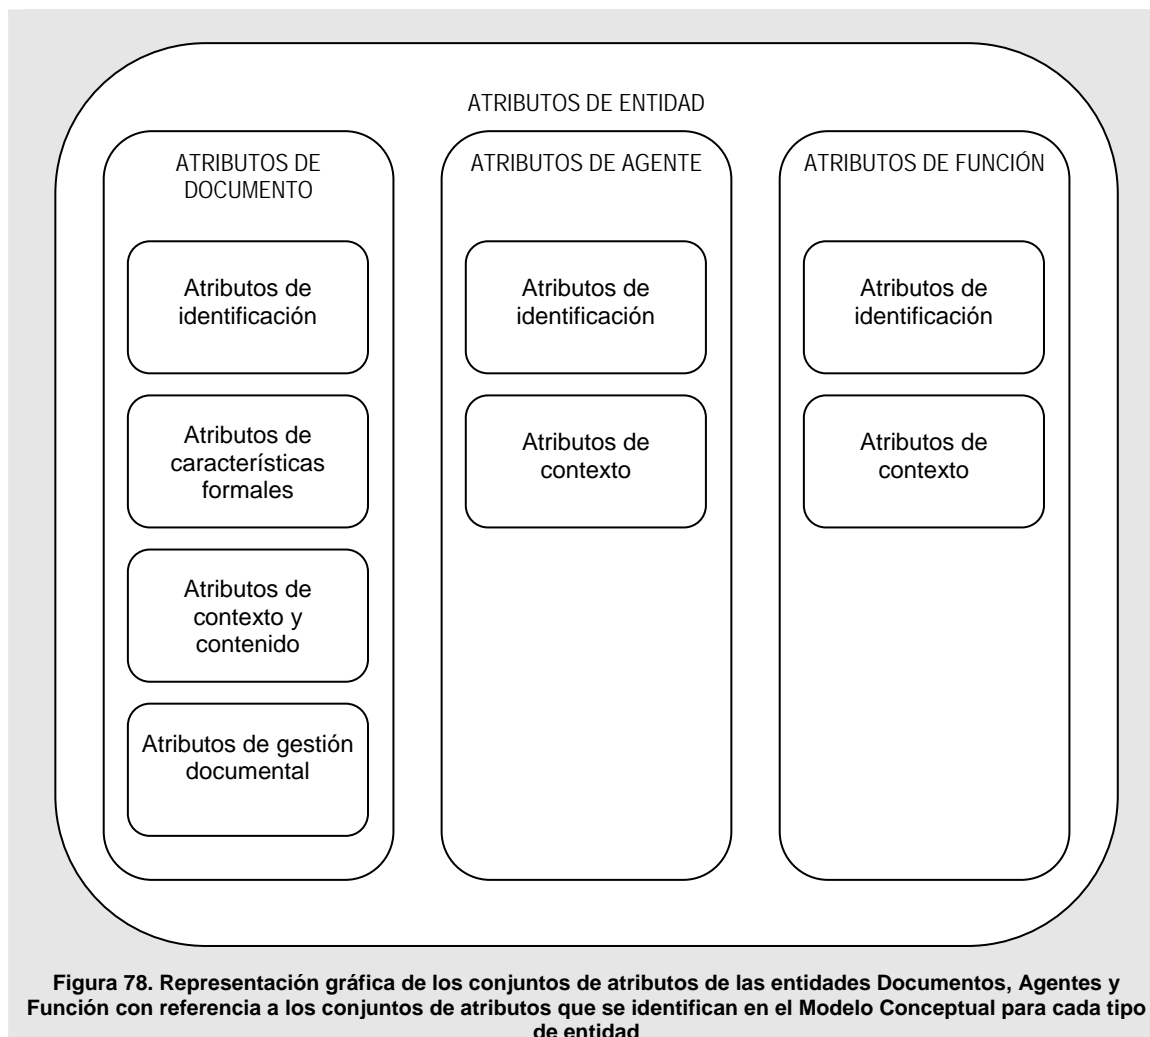 ATRIBUTOS DE ENTIDAD
ATRIBUTOS DE
DOCUMENTO
Atributos de
identificación
Atributos de
características
formales
Atributos de
contexto y
contenido
Atributos de gestión
documental
ATRIBUTOS DE AGENTE
Atributos de
identificación
Atributos de
contexto
ATRIBUTOS DE FUNCIÓN
Atributos de
identificación
Atributos de
contexto
Figura 78. Representación gráfica de los conjuntos de atributos de las entidades Documentos, Agentes y
Función con referencia a los conjuntos de atributos que se identifican en el Modelo Conceptual para cada tipo
de entidad